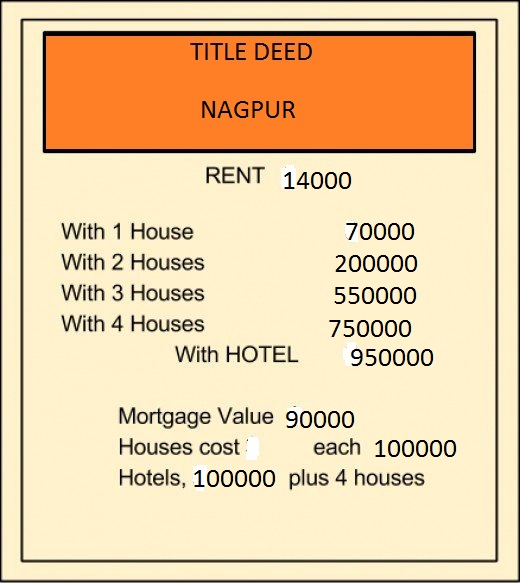 TITLE DEED
NAGPUR
RENT 14000
With 1 House 70000
With 2 Houses 200000
With 3 Houses 550000
With 4 Houses 750000
With HOTEL 950000
Mortgage Value 90000
Houses cost each 100000
Hotels, 100000 plus 4 houses